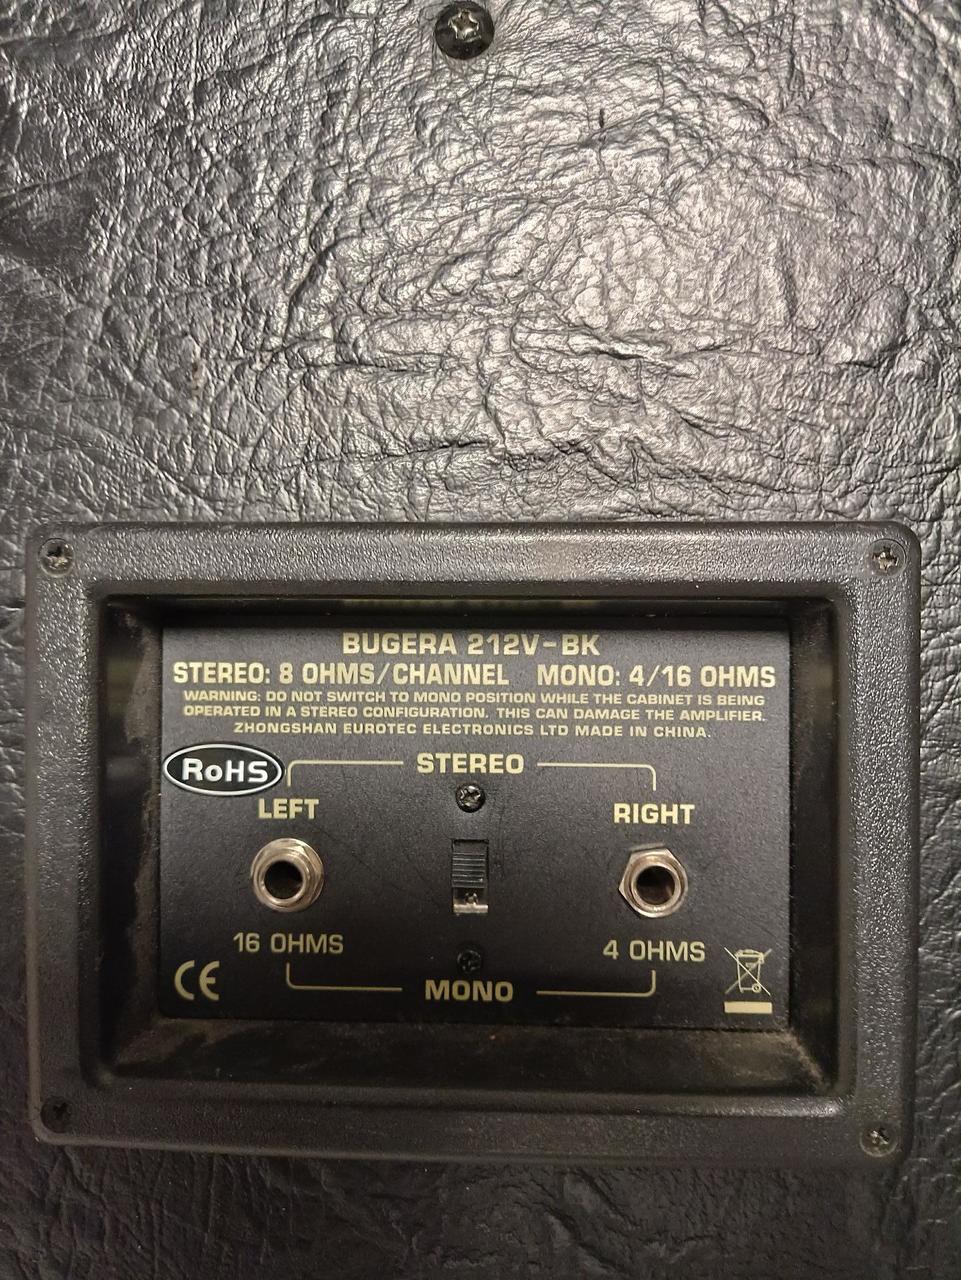 BUGERA 212V-BK
STEREO: 8 OHMS/CHANNEL MONO: 4/16 OHMS
WARNING: DO NOT SWITCH TO MONO POSITION WHILE THE CABINET IS BEING
OPERATED IN A STEREO CONFIGURATION. THIS CAN DAMAGE THE AMPLIFIER.
ZHONGSHAN EUROTEC ELECTRONICS LTD MADE IN CHINA.
RoHS
STEREO
LEFT
RIGHT
16 OHMS
4 OHMS
CE
MONO